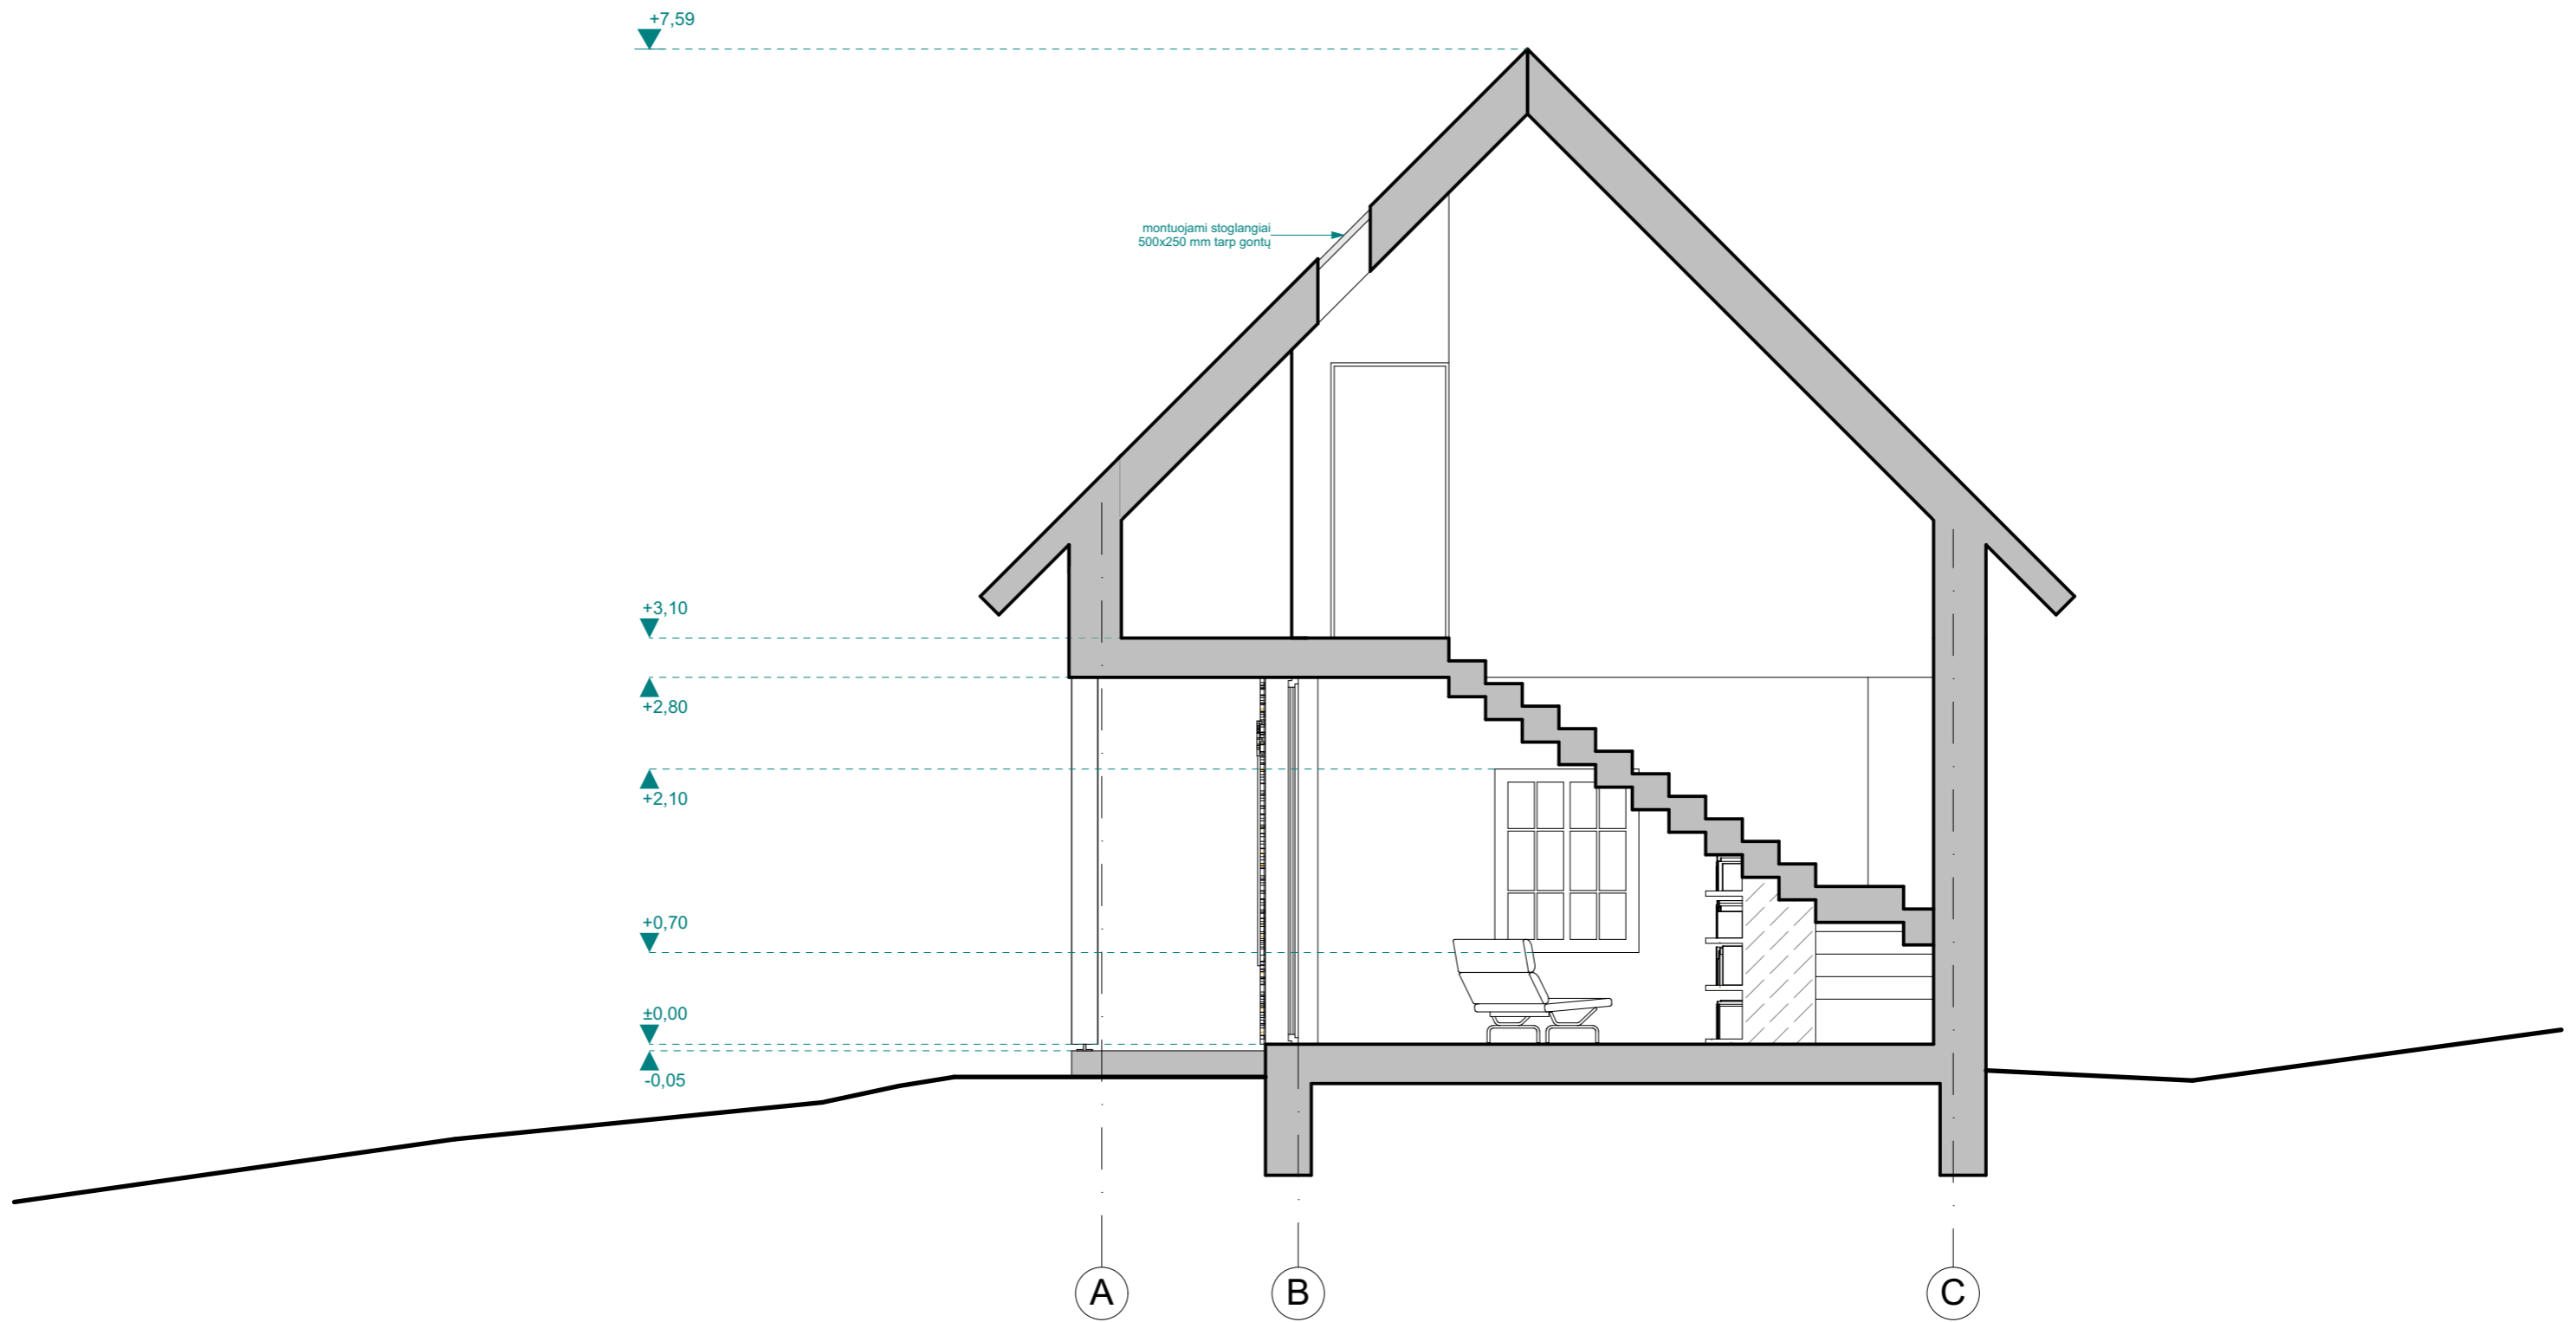 +7,59
montuojami stoglangiai
500x250 mm tarp gontų
+3,10
+2,80
+2,10
+0,70
±0,00
-0,05
A
B
C